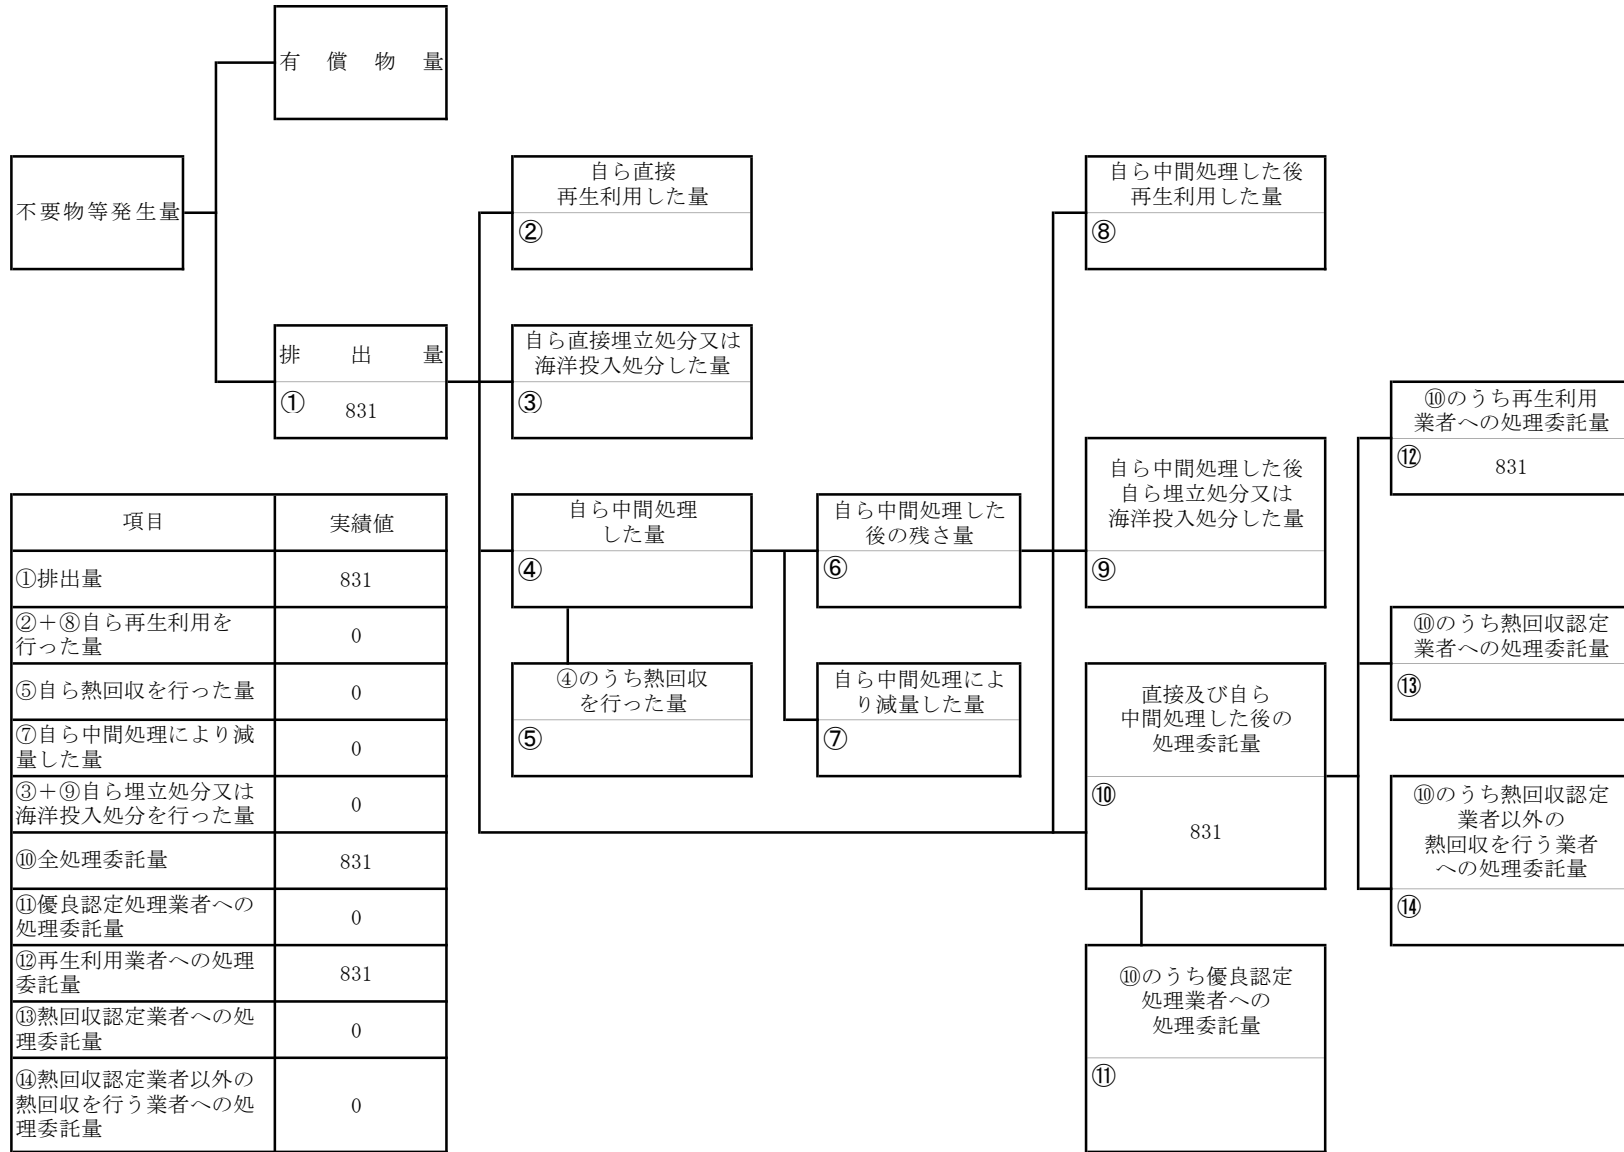 有償物量
不要物等発生量
排出量
①
831
自ら直接
再生利用した量
②
自ら直接埋立処分又は
海洋投入処分した量
③
自ら中間処理
した量
④
④のうち熱回収
を行った量
⑤
自ら中間処理した
後の残さ量
⑥
自ら中間処理によ
り減量した量
⑦
自ら中間処理した後
再生利用した量
⑧
自ら中間処理した後
自ら埋立処分又は
海洋投入処分した量
⑨
直接及び自ら
中間処理した後の
処理委託量
⑩
831
⑩のうち優良認定
処理業者への
処理委託量
⑪
⑩のうち再生利用
業者への処理委託量
⑫
831
⑩のうち熱回収認定
業者への処理委託量
⑬
⑩のうち熱回収認定
業者以外の
熱回収を行う業者
への処理委託量
⑭
項目 実績値
①排出量 831
②＋⑧自ら再生利用を
行った量 0
⑤自ら熱回収を行った量 0
⑦自ら中間処理により減
量した量 0
③＋⑨自ら埋立処分又は
海洋投入処分を行った量 0
⑩全処理委託量 831
⑪優良認定処理業者への
処理委託量 0
⑫再生利用業者への処理
委託量 831
⑬熱回収認定業者への処
理委託量 0
⑭熱回収認定業者以外の
熱回収を行う業者への処
理委託量 0